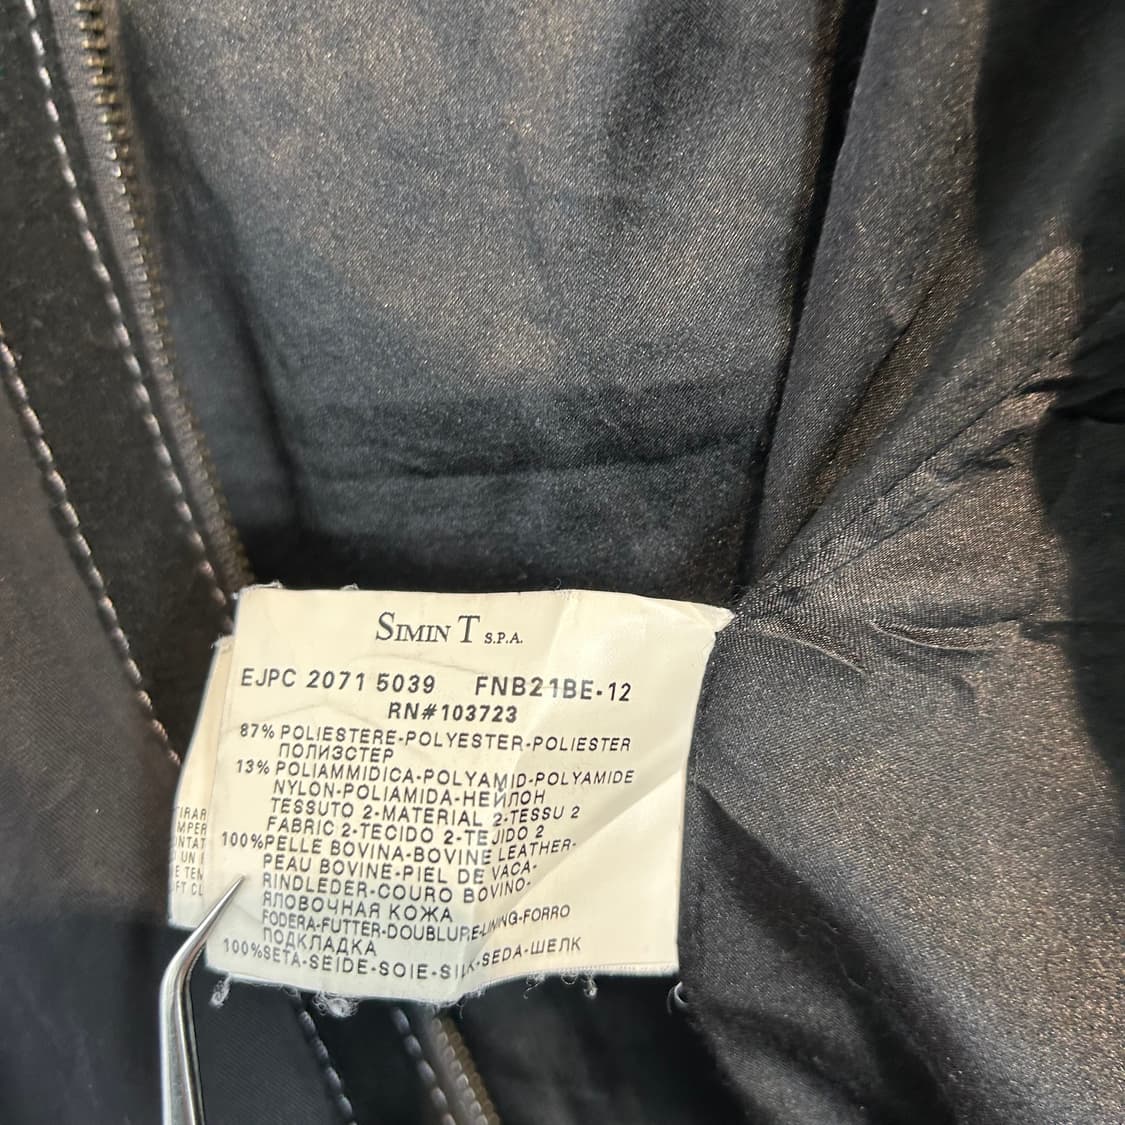 SIMIN T S.P.A.
EJPC 2071 5039 FNB21BE-12
RN#103723
87% POLIESTERE-POLYESTER-POLIESTER
ПОЛИЭСТЕР
13% POLIAMMIDICA-POLYAMID-POLYAMIDE
NYLON-POLIAMIDA-НЕЙЛОН
TESSUTO 2-MATERIAL 2-TESSU 2
FABRIC 2-TECIDO 2-TEJIDO 2
100% PELLE BOVINA-BOVINE LEATHER-
PEAU BOVINE-PIEL DE VACA-
RINDLEDER-COURO BOVINO-
ЯЛОВОЧНАЯ КОЖА
FODERA-FUTTER-DOUBLURE-LINING-FORRO
ПОДКЛАДКА
100%SETA-SEIDE-SOIE-SILK-SEDA-ШЕЛК